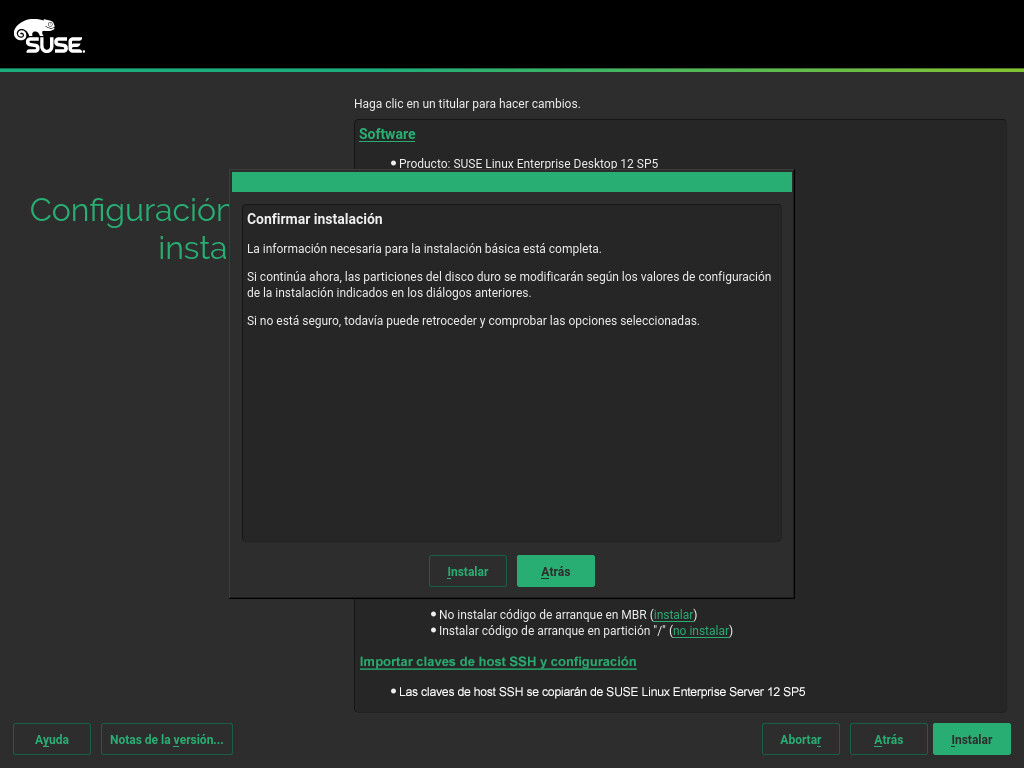 SUSE.
Haga clic en un titular para hacer cambios.
Software
• Producto: SUSE Linux Enterprise Desktop 12 SP5
Configuración
insta
Confirmar instalación
La información necesaria para la instalación básica está completa.
Si continúa ahora, las particiones del disco duro se modificarán según los valores de configuración
de la instalación indicados en los diálogos anteriores.
Si no está seguro, todavía puede retroceder y comprobar las opciones seleccionadas.
Instalar Atrás
• No instalar código de arranque en MBR (instalar)
• Instalar código de arranque en partición "/" (no instalar)
Importar claves de host SSH y configuración
• Las claves de host SSH se copiarán de SUSE Linux Enterprise Server 12 SP5
Ayuda Notas de la versión... Abortar Atrás Instalar